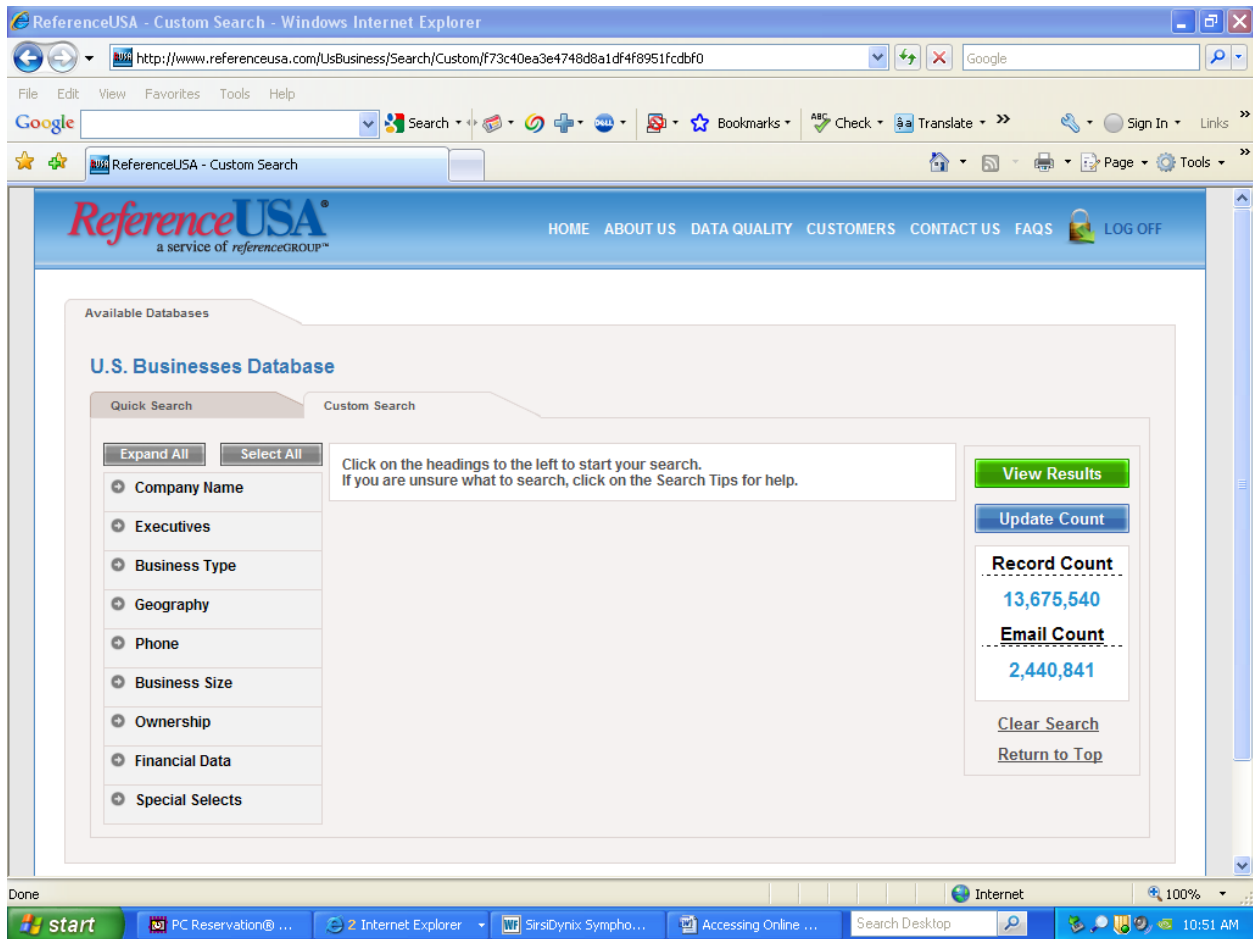 ReferenceUSA - Custom Search - Windows Internet Explorer
http://www.referenceusa.com/UsBusiness/Search/Custom/f73c40ea3e4748d8a1df4f8951fcdbf0
Google
File Edit View Favorites Tools Help
Google Search Bookmarks Check Translate Sign In Links
ReferenceUSA - Custom Search Page Tools
ReferenceUSA®
a service of referenceGROUP™
HOME ABOUT US DATA QUALITY CUSTOMERS CONTACT US FAQS LOG OFF
Available Databases
U.S. Businesses Database
Quick Search Custom Search
Expand All Select All
Click on the headings to the left to start your search.
If you are unsure what to search, click on the Search Tips for help.
Company Name
Executives
Business Type
Geography
Phone
Business Size
Ownership
Financial Data
Special Selects
View Results
Update Count
Record Count
13,675,540
Email Count
2,440,841
Clear Search
Return to Top
Done Internet 100%
start PC Reservation® ... 2 Internet Explorer SirsiDynix Sympho... Accessing Online ... Search Desktop 10:51 AM